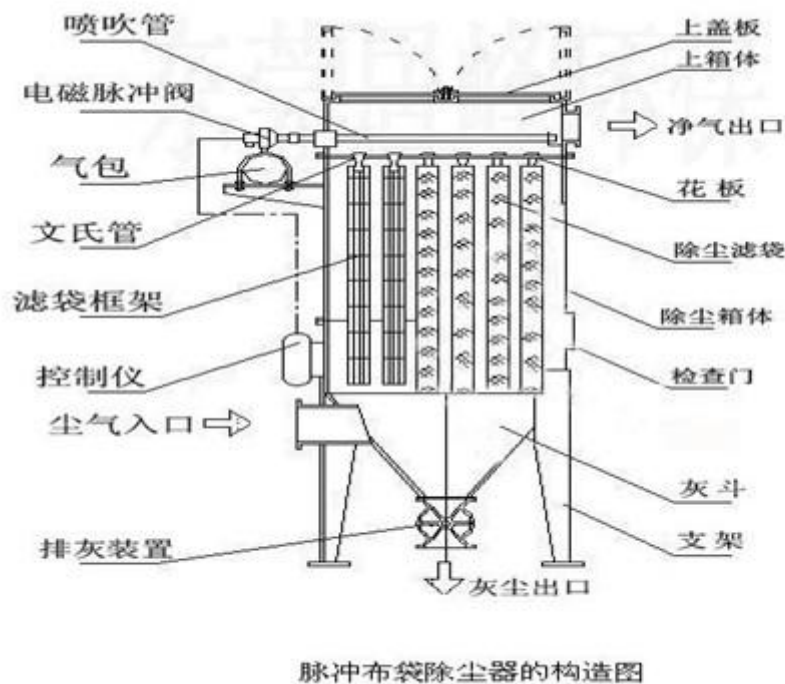 喷吹管
电磁脉冲阀
气包
文氏管
滤袋框架
控制仪
尘气入口
排灰装置
上盖板
上箱体
净气出口
花板
除尘滤袋
除尘箱体
检查门
灰斗
支架
灰尘出口
脉冲布袋除尘器的构造图